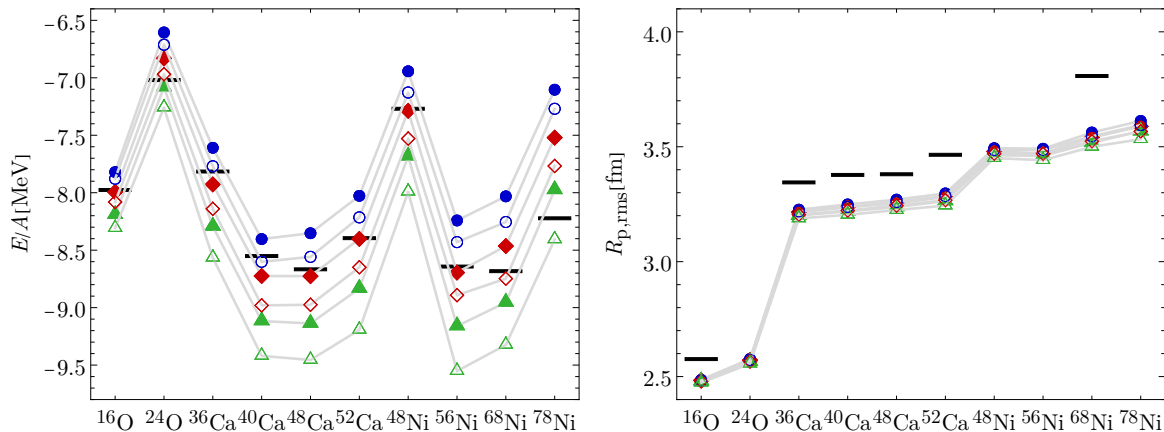 E/A[MeV]
−6.5
−7.0
−7.5
−8.0
−8.5
−9.0
−9.5
¹⁶O ²⁴O ³⁶Ca ⁴⁰Ca ⁴⁸Ca ⁵²Ca ⁴⁸Ni ⁵⁶Ni ⁶⁸Ni ⁷⁸Ni
Rp,rms[fm]
4.0
3.5
3.0
2.5
¹⁶O ²⁴O ³⁶Ca ⁴⁰Ca ⁴⁸Ca ⁵²Ca ⁴⁸Ni ⁵⁶Ni ⁶⁸Ni ⁷⁸Ni